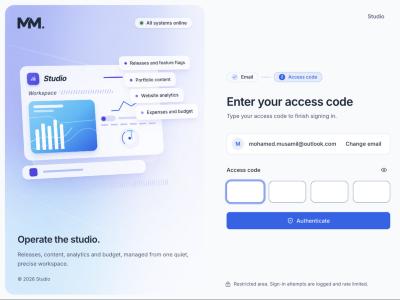 MM.
All systems online
Releases and feature flags
Studio
Portfolio content
Workspace
Website analytics
Expenses and budget
Operate the studio.
Releases, content, analytics and budget, managed from one quiet,
precise workspace.
© 2026 Studio
Studio
Email
2 Access code
Enter your access code
Type your access code to finish signing in.
M mohamed.musamil@outlook.com Change email
Access code
Authenticate
Restricted area. Sign-in attempts are logged and rate limited.